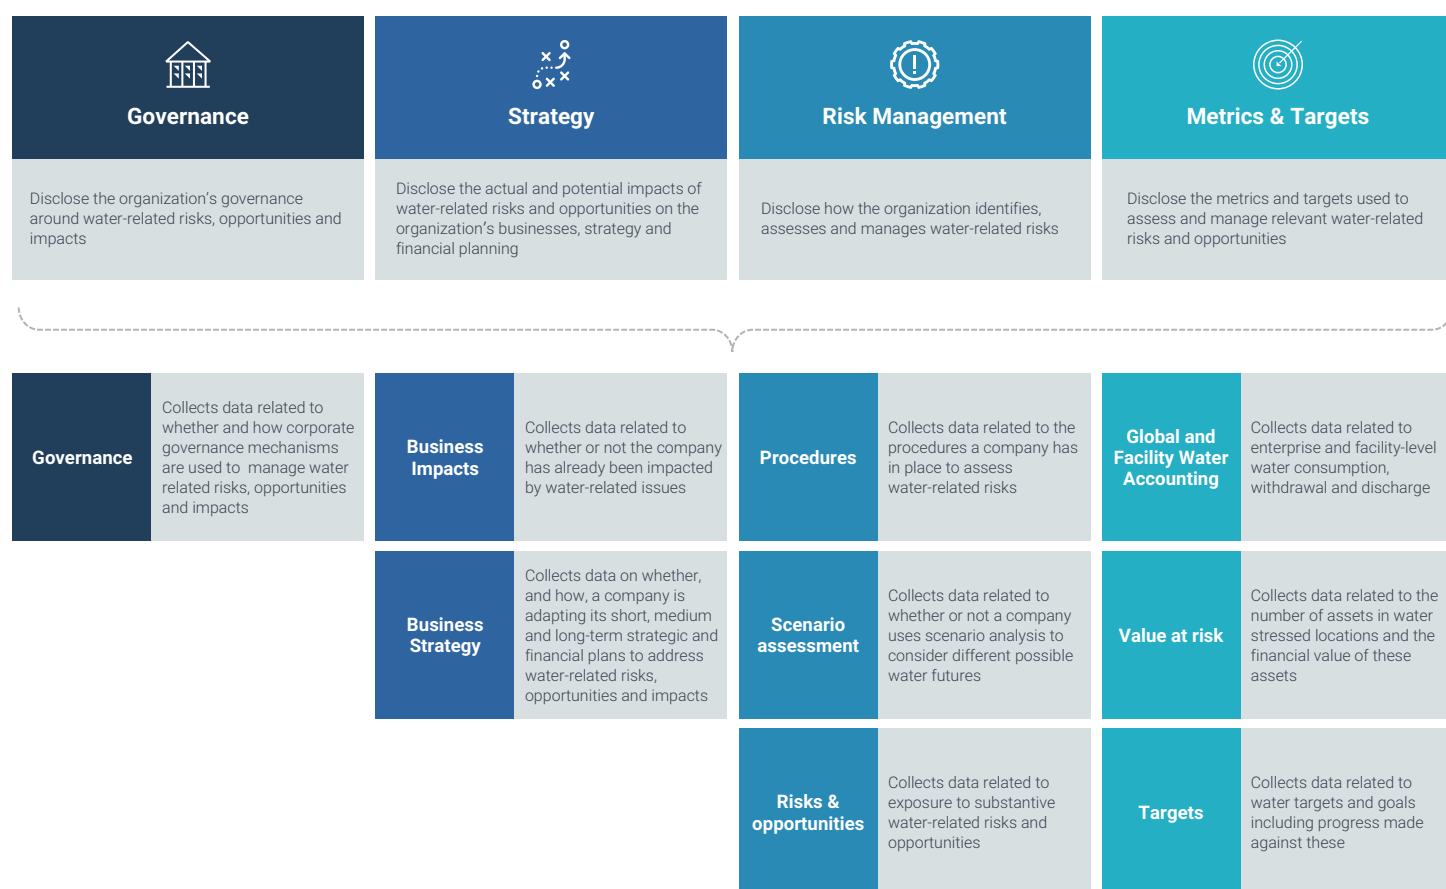 Governance
Disclose the organization's governance
around water-related risks, opportunities and
impacts
Strategy
Disclose the actual and potential impacts of
water-related risks and opportunities on the
organization's businesses, strategy and
financial planning
Risk Management
Disclose how the organization identifies,
assesses and manages water-related risks
Metrics & Targets
Disclose the metrics and targets used to
assess and manage relevant water-related
risks and opportunities
Governance
Collects data related to
whether and how corporate
governance mechanisms
are used to  manage water
related risks, opportunities
and impacts
Business
Impacts
Collects data related to
whether or not the company
has already been impacted
by water-related issues
Procedures
Collects data related to the
procedures a company has
in place to assess
water-related risks
Global and
Facility Water
Accounting
Collects data related to
enterprise and facility-level
water consumption,
withdrawal and discharge
Business
Strategy
Collects data on whether,
and how, a company is
adapting its short, medium
and long-term strategic and
financial plans to address
water-related risks,
opportunities and impacts
Scenario
assessment
Collects data related to
whether or not a company
uses scenario analysis to
consider different possible
water futures
Value at risk
Collects data related to the
number of assets in water
stressed locations and the
financial value of these
assets
Risks &
opportunities
Collects data related to
exposure to substantive
water-related risks and
opportunities
Targets
Collects data related to
water targets and goals
including progress made
against these